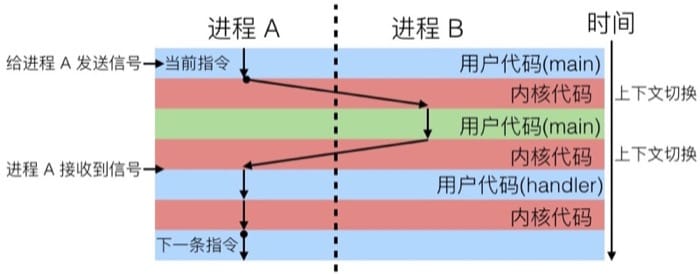 进程 A
进程 B
时间
给进程 A 发送信号
当前指令
用户代码(main)
内核代码
上下文切换
用户代码(main)
内核代码
上下文切换
进程 A 接收到信号
用户代码(handler)
内核代码
下一条指令